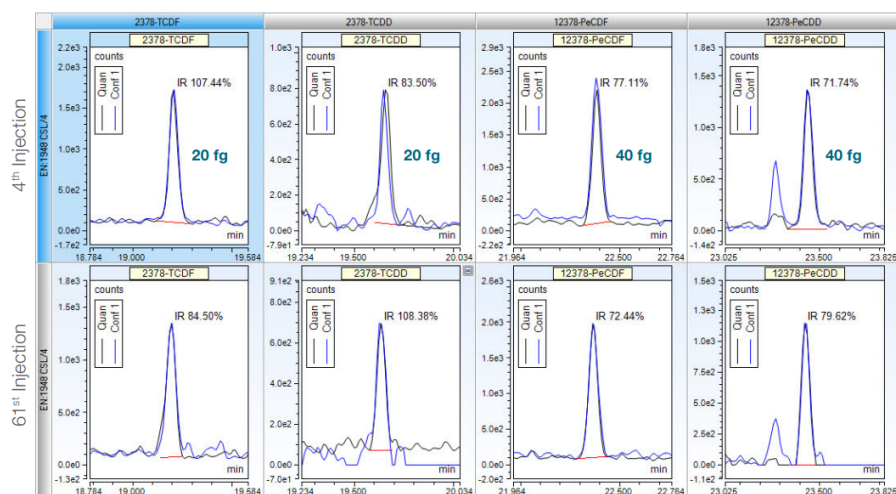 2378-TCDF 2378-TCDD 12378-PeCDF 12378-PeCDD
4th Injection
EN:1948 CSL/4
2378-TCDF
2.2e3
counts
2.0e3
1.5e3
1.0e3
5.0e2
0.0e0
-1.7e2
Quan
Conf 1
IR 107.44%
20 fg
min
18.784 19.000 19.584
2378-TCDD
1.0e3
counts
8.0e2
6.0e2
4.0e2
2.0e2
0.0e0
-7.9e1
Quan
Conf 1
IR 83.50%
20 fg
min
19.234 19.600 20.034
12378-PeCDF
2.9e3
counts
2.5e3
2.0e3
1.5e3
1.0e3
5.0e2
0.0e0
-2.2e2
Quan
Conf 1
IR 77.11%
40 fg
min
21.964 22.500 22.764
12378-PeCDD
1.8e3
counts
1.5e3
1.0e3
5.0e2
0.0e0
-1.4e2
Quan
Conf 1
IR 71.74%
40 fg
min
23.025 23.500 23.825
61st Injection
EN:1948 CSL/4
2378-TCDF
1.8e3
counts
1.5e3
1.0e3
5.0e2
0.0e0
-1.3e2
Quan
Conf 1
IR 84.50%
min
18.784 19.000 19.584
2378-TCDD
9.1e2
counts
8.0e2
6.0e2
4.0e2
2.0e2
0.0e0
-7.0e1
Quan
Conf 1
IR 108.38%
min
19.234 19.600 20.034
12378-PeCDF
2.6e3
counts
2.0e3
1.5e3
1.0e3
5.0e2
0.0e0
-2.0e2
Quan
Conf 1
IR 72.44%
min
21.964 22.500 22.764
12378-PeCDD
1.5e3
counts
1.3e3
1.0e3
7.5e2
5.0e2
2.5e2
0.0e0
-1.1e2
Quan
Conf 1
IR 79.62%
min
23.025 23.500 23.825